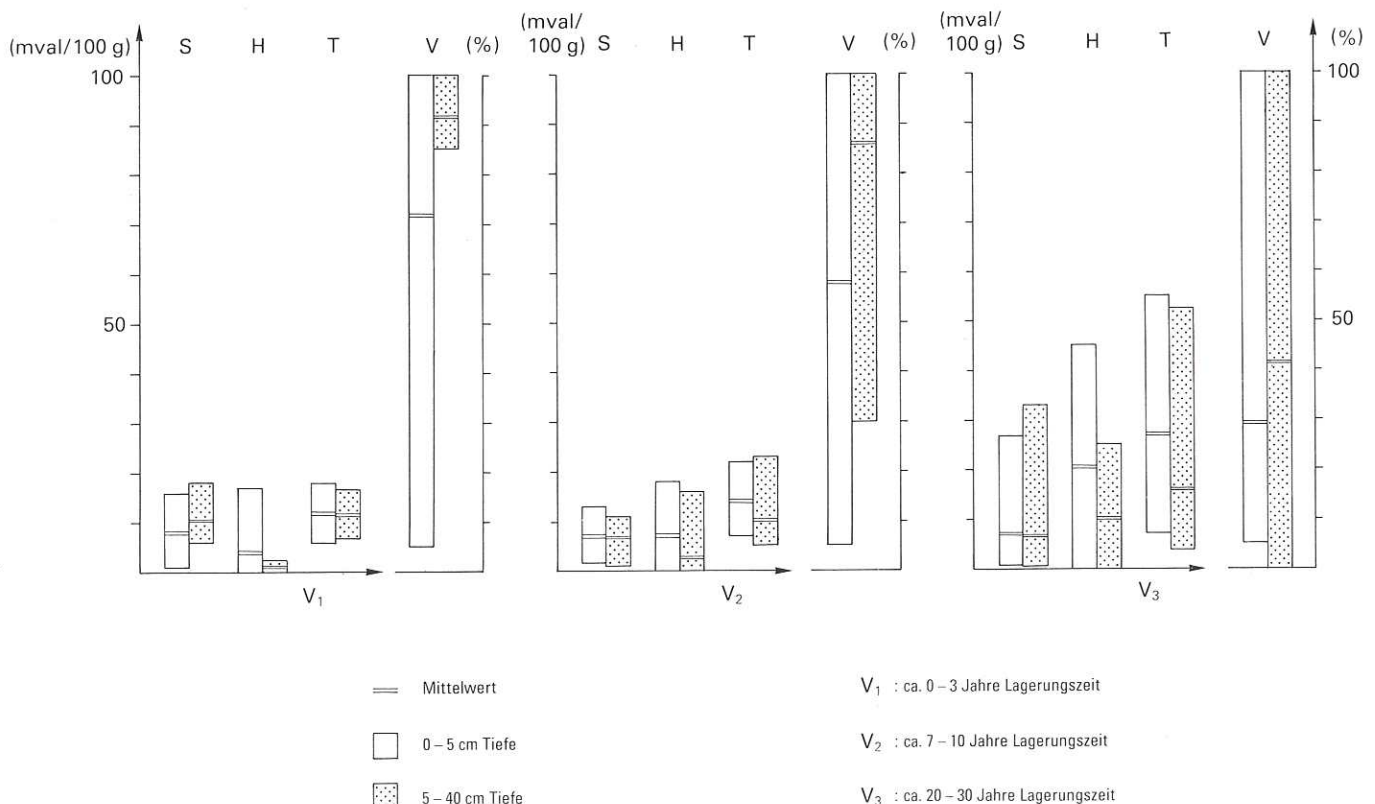 (mval/100 g) S H T V (%)
100
50
V₁
(mval/
100 g) S H T V (%)
V₂
(mval/
100 g) S H T V (%)
100
50
V₃
Mittelwert
0 – 5 cm Tiefe
5 – 40 cm Tiefe
V₁ : ca. 0 – 3 Jahre Lagerungszeit
V₂ : ca. 7 – 10 Jahre Lagerungszeit
V₃ : ca. 20 – 30 Jahre Lagerungszeit